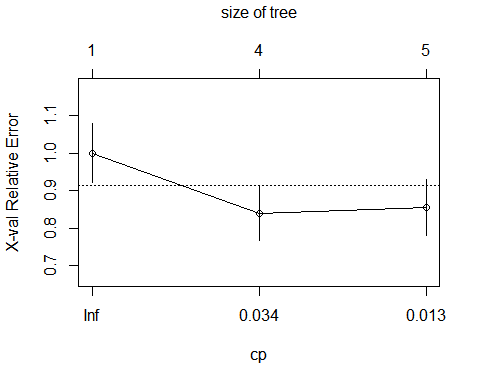 size of tree
1 4 5
X-val Relative Error
1.1
1.0
0.9
0.8
0.7
Inf 0.034 0.013
cp